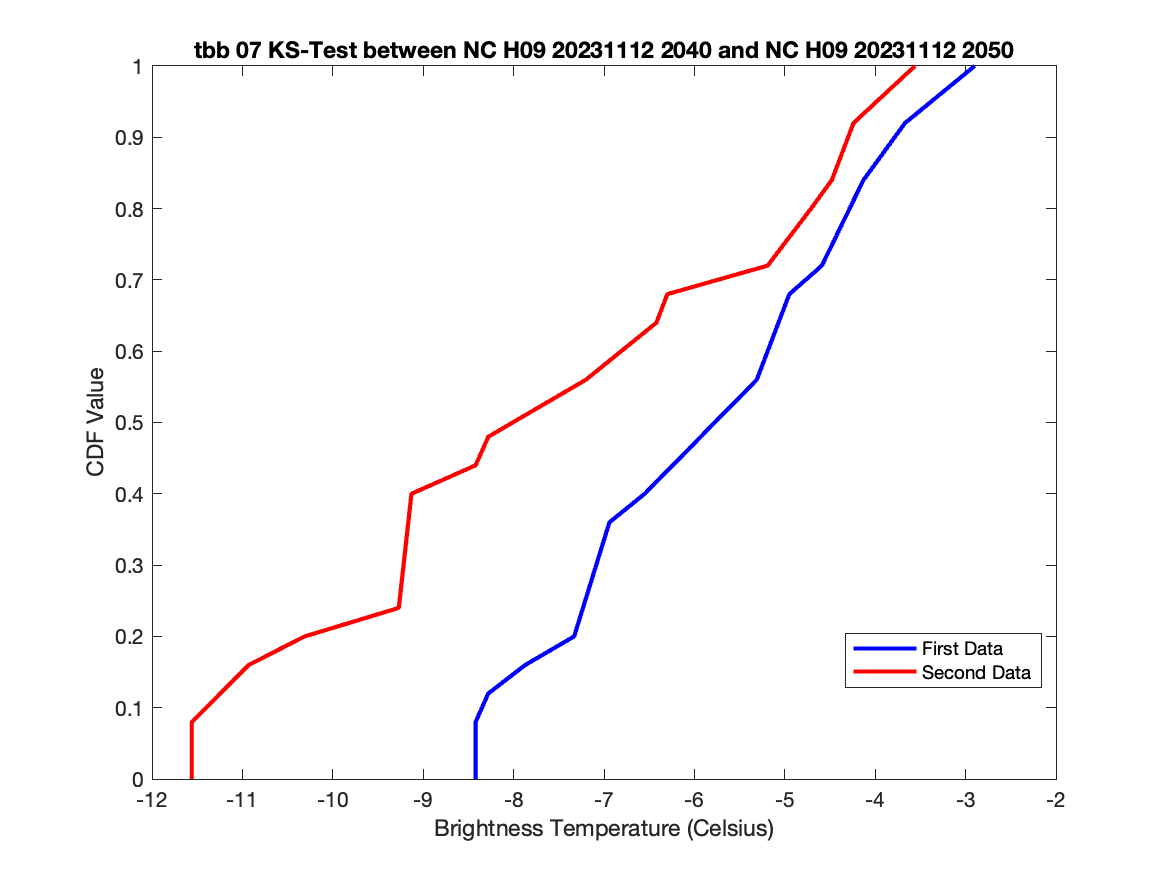 tbb 07 KS-Test between NC H09 20231112 2040 and NC H09 20231112 2050
1
0.9
0.8
0.7
0.6
0.5
0.4
0.3
0.2
0.1
0
CDF Value
-12 -11 -10 -9 -8 -7 -6 -5 -4 -3 -2
Brightness Temperature (Celsius)
First Data
Second Data